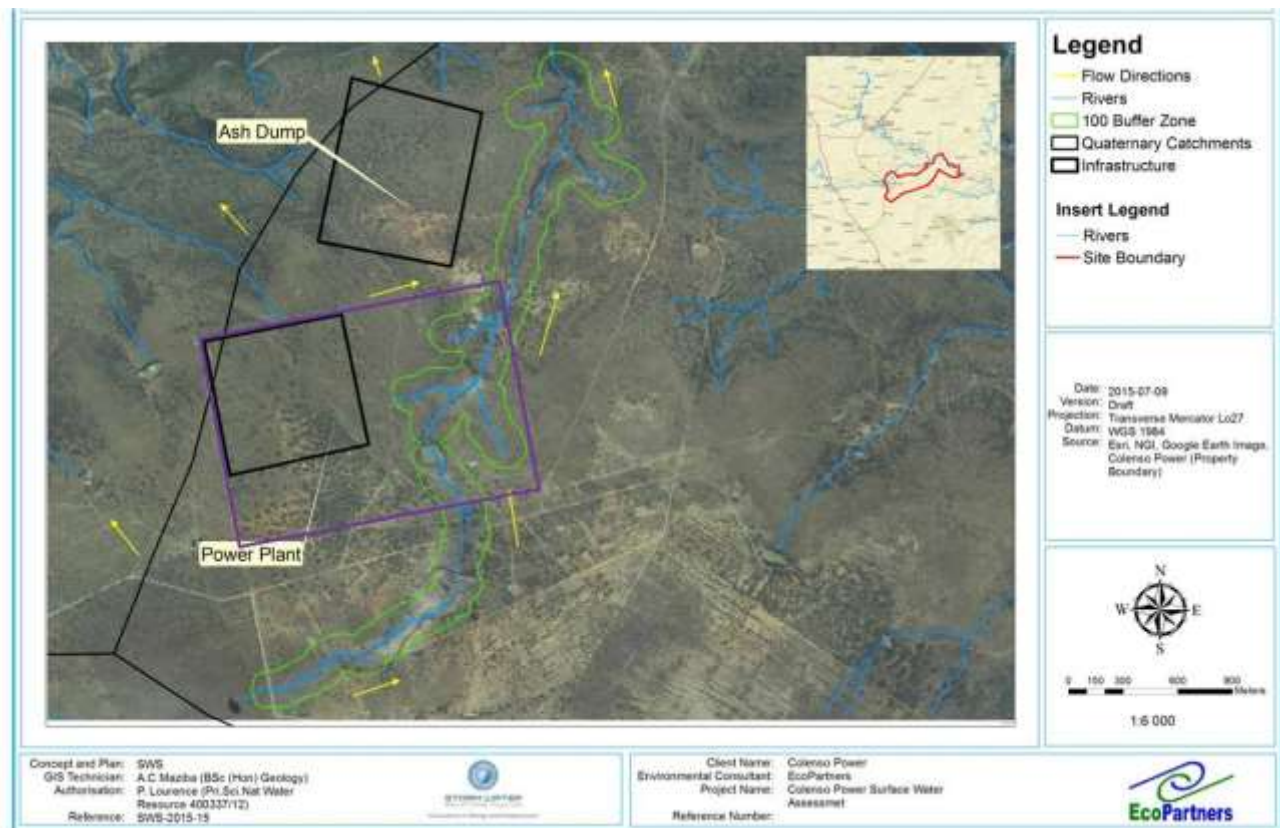 Ash Dump
Power Plant
Legend
Flow Directions
Rivers
100 Buffer Zone
Quaternary Catchments
Infrastructure
Insert Legend
Rivers
Site Boundary
Date: 2015-07-09
Version: Draft
Projection: Transverse Mercator Lo27
Datum: WGS 1984
Source: Esri, NGI, Google Earth Image,
Colenso Power (Property
Boundary)
N
W E
S
0 150 300 600 900
Meters
1:6 000
Concept and Plan: SWS
GIS Technician: A.C Maziba (BSc (Hon) Geology)
Authorisation: P. Lourence (Pri.Sci.Nat Water
Resource 400337/12)
Reference: SWS-2015-15
STORM WATER
Client Name: Colenso Power
Environmental Consultant: EcoPartners
Project Name: Colenso Power Surface Water
Assessmet
Reference Number:
EcoPartners